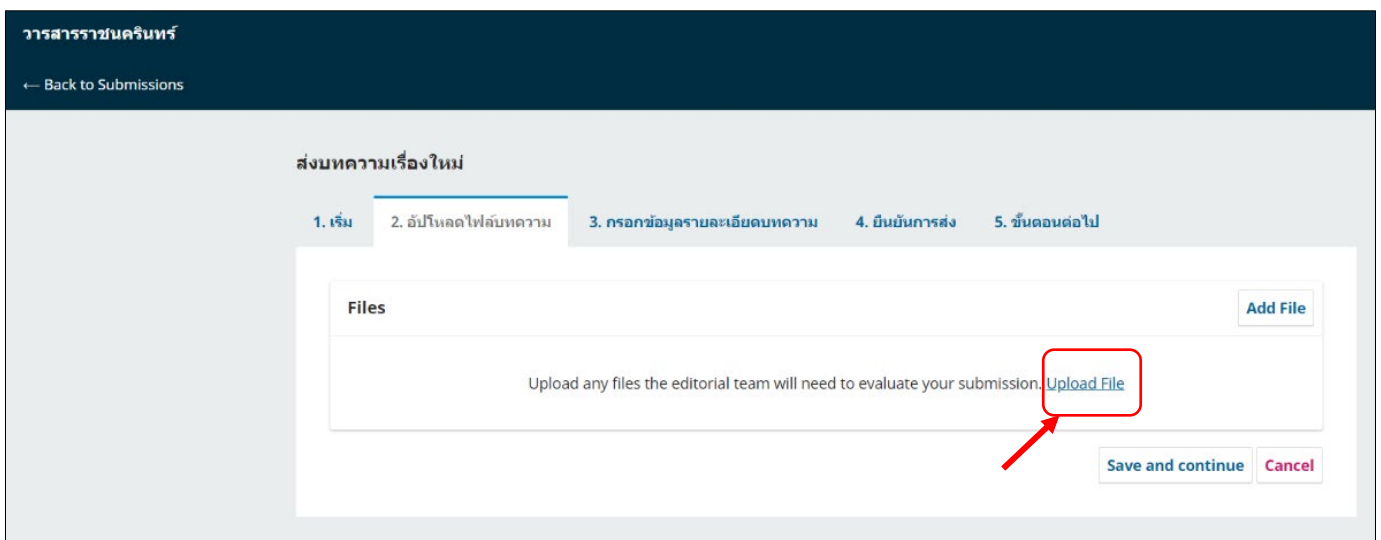 วารสารราชนครินทร์
← Back to Submissions
ส่งบทความเรื่องใหม่
1. เริ่ม 2. อัปโหลดไฟล์บทความ 3. กรอกข้อมูลรายละเอียดบทความ 4. ยืนยันการส่ง 5. ขั้นตอนต่อไป
Files Add File
Upload any files the editorial team will need to evaluate your submission. Upload File
Save and continue Cancel